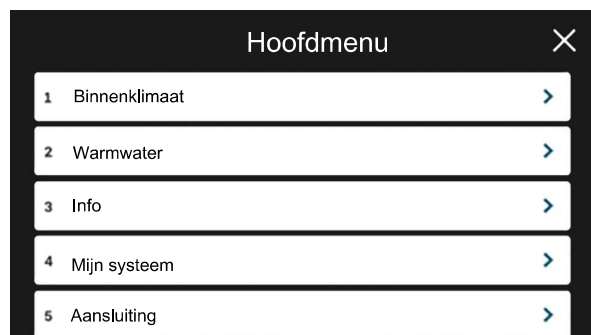 Hoofdmenu
1 Binnenklimaat
2 Warmwater
3 Info
4 Mijn systeem
5 Aansluiting